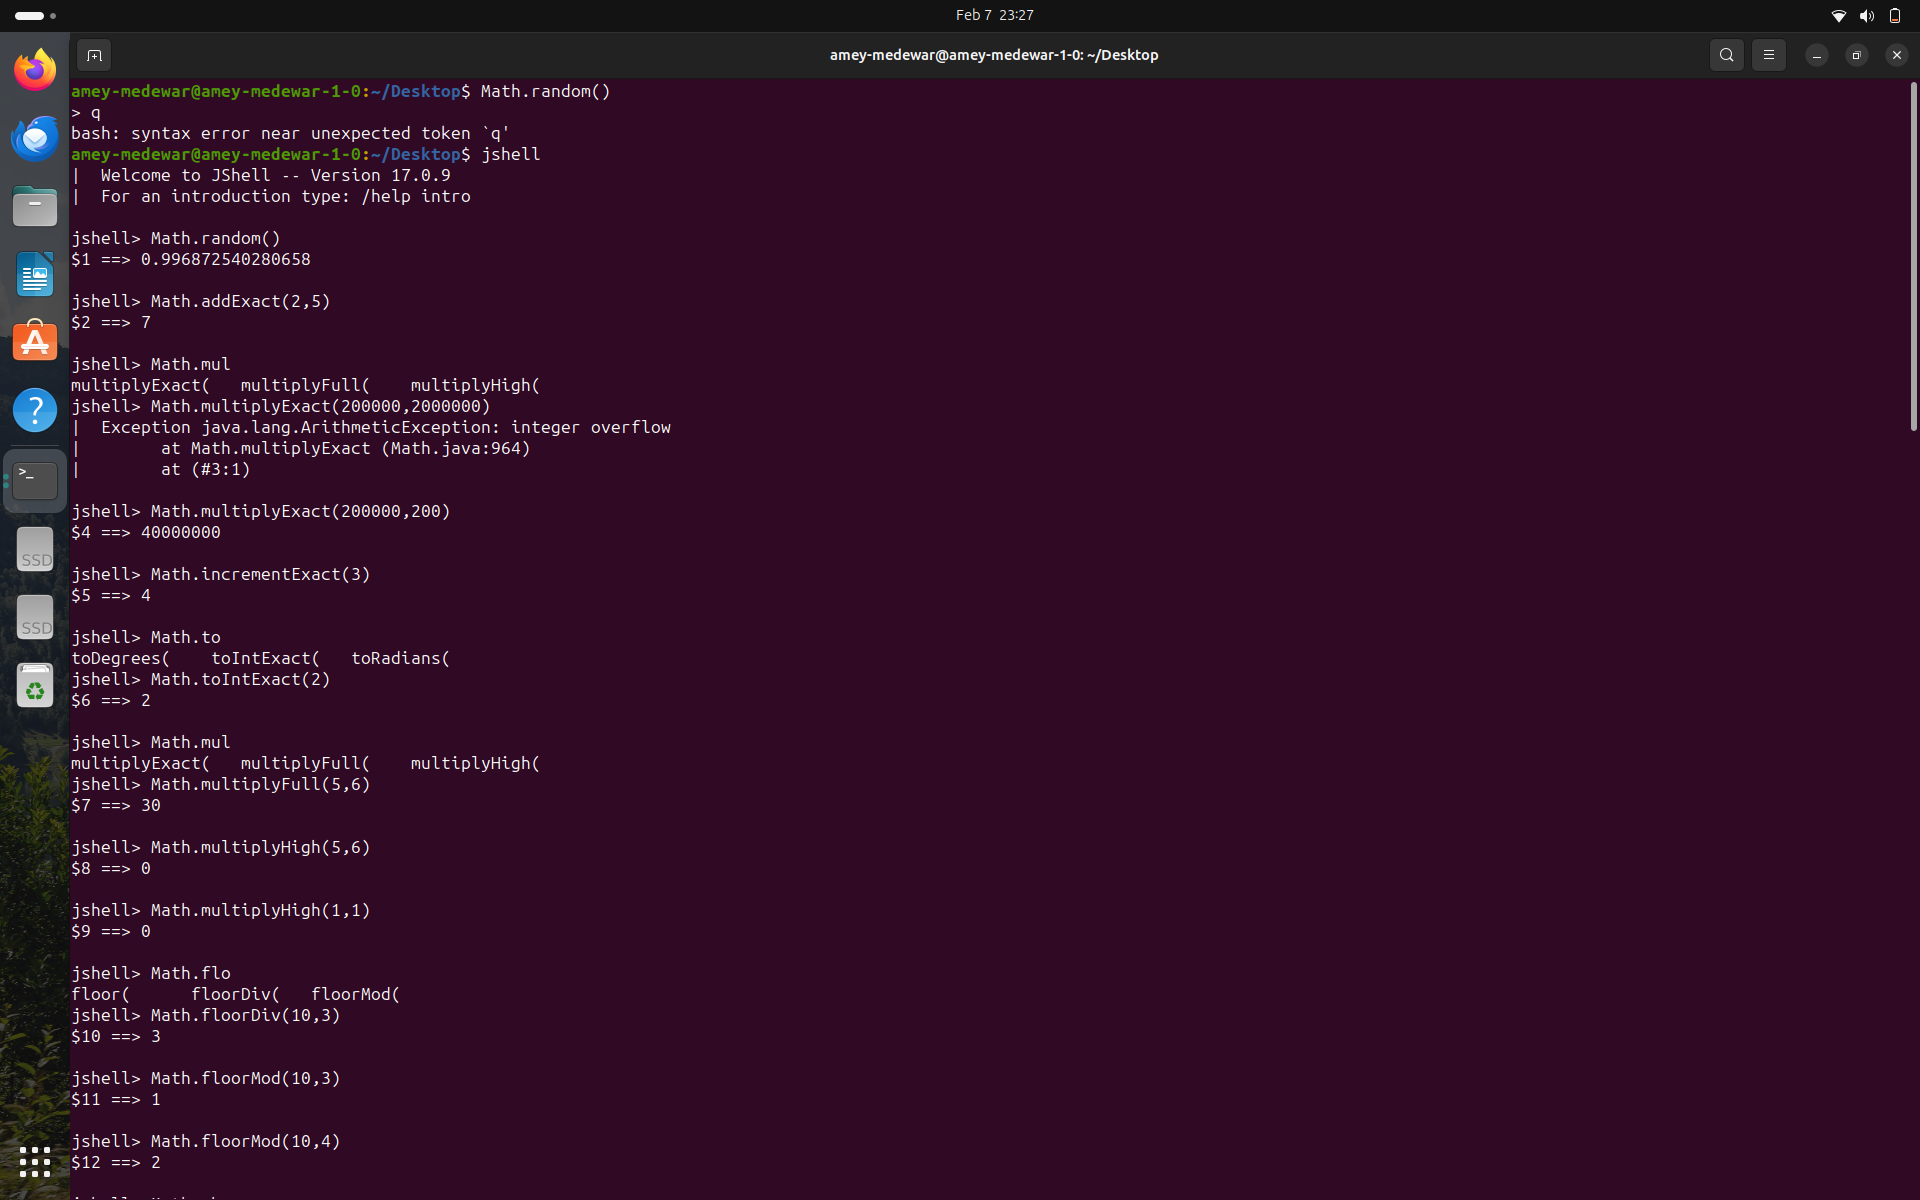 Feb 7 23:27
amey-medewar@amey-medewar-1-0: ~/Desktop
amey-medewar@amey-medewar-1-0:~/Desktop$ Math.random()
> q
bash: syntax error near unexpected token `q'
amey-medewar@amey-medewar-1-0:~/Desktop$ jshell
|  Welcome to JShell -- Version 17.0.9
|  For an introduction type: /help intro
jshell> Math.random()
$1 ==> 0.996872540280658
jshell> Math.addExact(2,5)
$2 ==> 7
jshell> Math.mul
multiplyExact(   multiplyFull(    multiplyHigh(
jshell> Math.multiplyExact(200000,2000000)
|  Exception java.lang.ArithmeticException: integer overflow
|        at Math.multiplyExact (Math.java:964)
|        at (#3:1)
jshell> Math.multiplyExact(200000,200)
$4 ==> 40000000
jshell> Math.incrementExact(3)
$5 ==> 4
jshell> Math.to
toDegrees(    toIntExact(   toRadians(
jshell> Math.toIntExact(2)
$6 ==> 2
jshell> Math.mul
multiplyExact(   multiplyFull(    multiplyHigh(
jshell> Math.multiplyFull(5,6)
$7 ==> 30
jshell> Math.multiplyHigh(5,6)
$8 ==> 0
jshell> Math.multiplyHigh(1,1)
$9 ==> 0
jshell> Math.flo
floor(      floorDiv(   floorMod(
jshell> Math.floorDiv(10,3)
$10 ==> 3
jshell> Math.floorMod(10,3)
$11 ==> 1
jshell> Math.floorMod(10,4)
$12 ==> 2
SSD
SSD